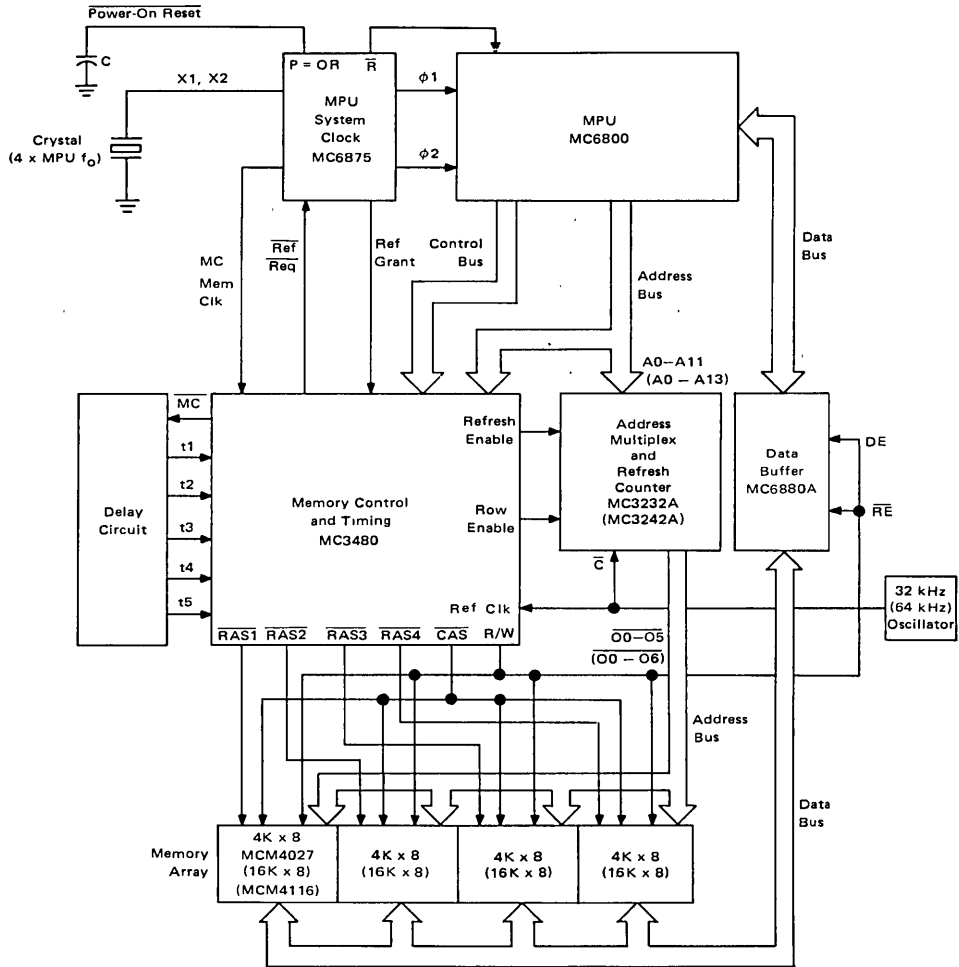 Power-On Reset
C
X1, X2
Crystal
(4 x MPU fo)
P = OR R
MPU
System
Clock
MC6875
ϕ1
ϕ2
MPU
MC6800
MC
Mem
Clk
Ref
Req
Ref
Grant
Control
Bus
Address
Bus
Data
Bus
A0–A11
(A0 – A13)
Delay
Circuit
MC
t1
t2
t3
t4
t5
Memory Control
and Timing
MC3480
Refresh
Enable
Row
Enable
Ref Clk
RAS1 RAS2 RAS3 RAS4 CAS R/W
Address
Multiplex
and
Refresh
Counter
MC3232A
(MC3242A)
C
Data
Buffer
MC6880A
DE
RE
32 kHz
(64 kHz)
Oscillator
O0–O5
(O0 – O6)
Address
Bus
Data
Bus
Memory
Array
4K x 8
MCM4027
(16K x 8)
(MCM4116)
4K x 8
(16K x 8)
4K x 8
(16K x 8)
4K x 8
(16K x 8)